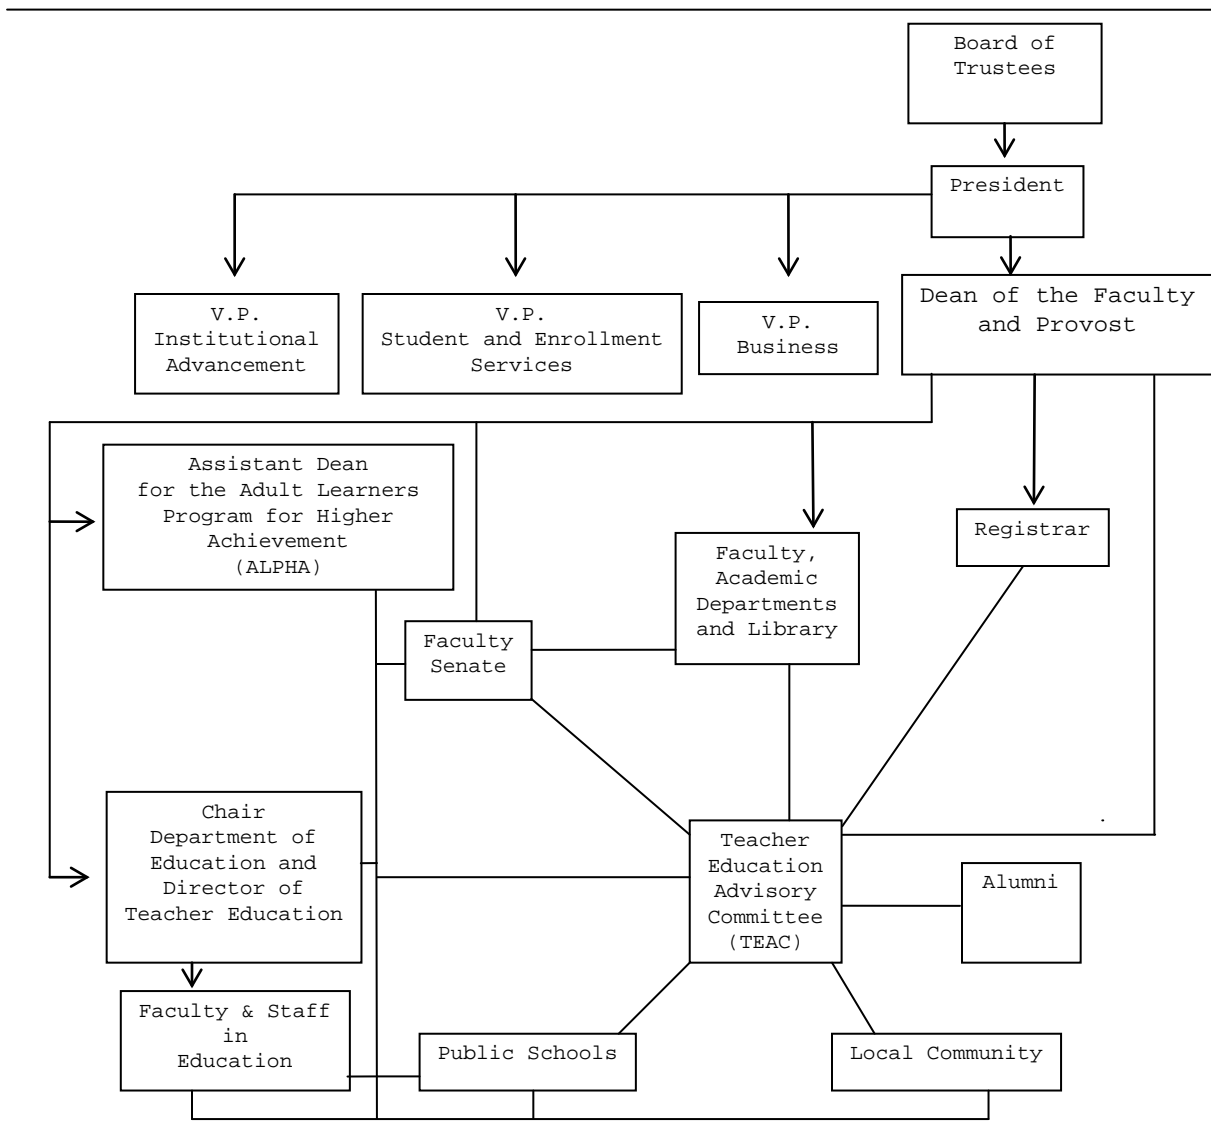 Board of
Trustees
President
V.P.
Institutional
Advancement
V.P.
Student and Enrollment
Services
V.P.
Business
Dean of the Faculty
and Provost
Assistant Dean
for the Adult Learners
Program for Higher
Achievement
(ALPHA)
Faculty
Senate
Faculty,
Academic
Departments
and Library
Registrar
Chair
Department of
Education and
Director of
Teacher Education
Teacher
Education
Advisory
Committee
(TEAC)
Alumni
Faculty & Staff
in
Education
Public Schools
Local Community